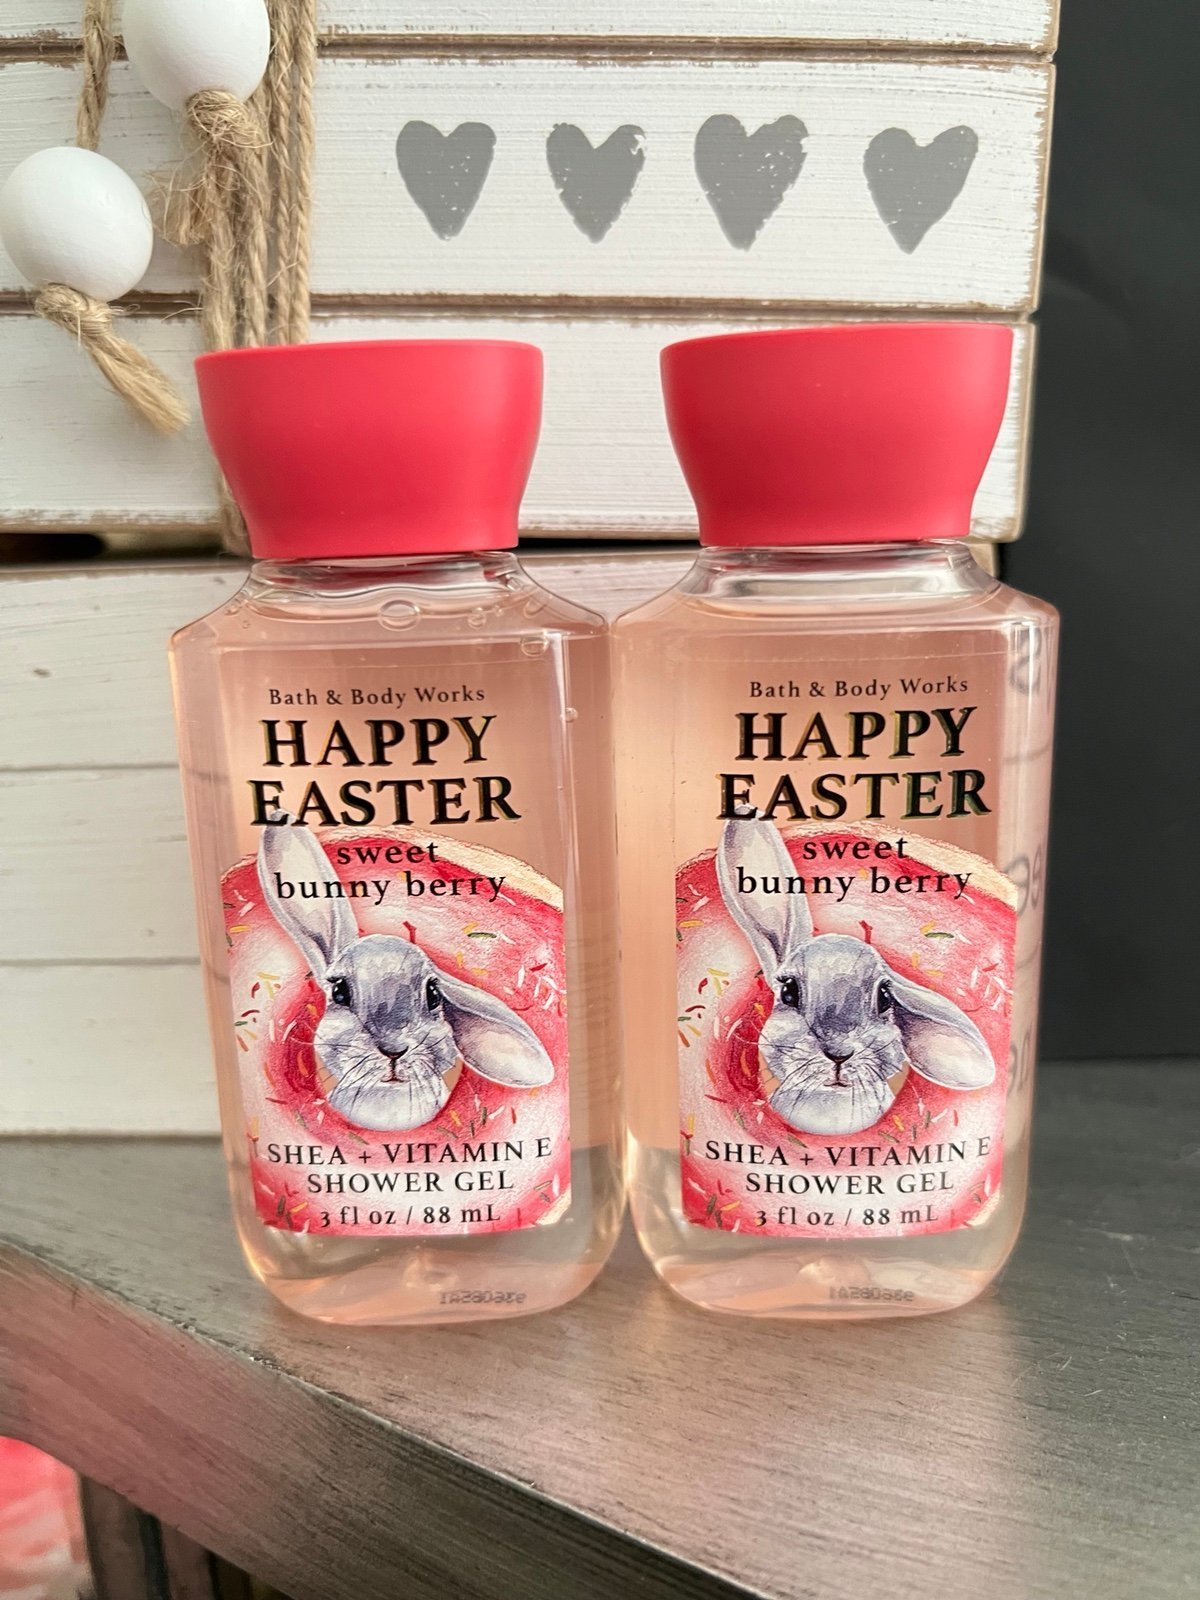 Bath & Body Works
HAPPY
EASTER
sweet
bunny berry
SHEA + VITAMIN E
SHOWER GEL
3 fl oz / 88 mL
Bath & Body Works
HAPPY
EASTER
sweet
bunny berry
SHEA + VITAMIN E
SHOWER GEL
3 fl oz / 88 mL